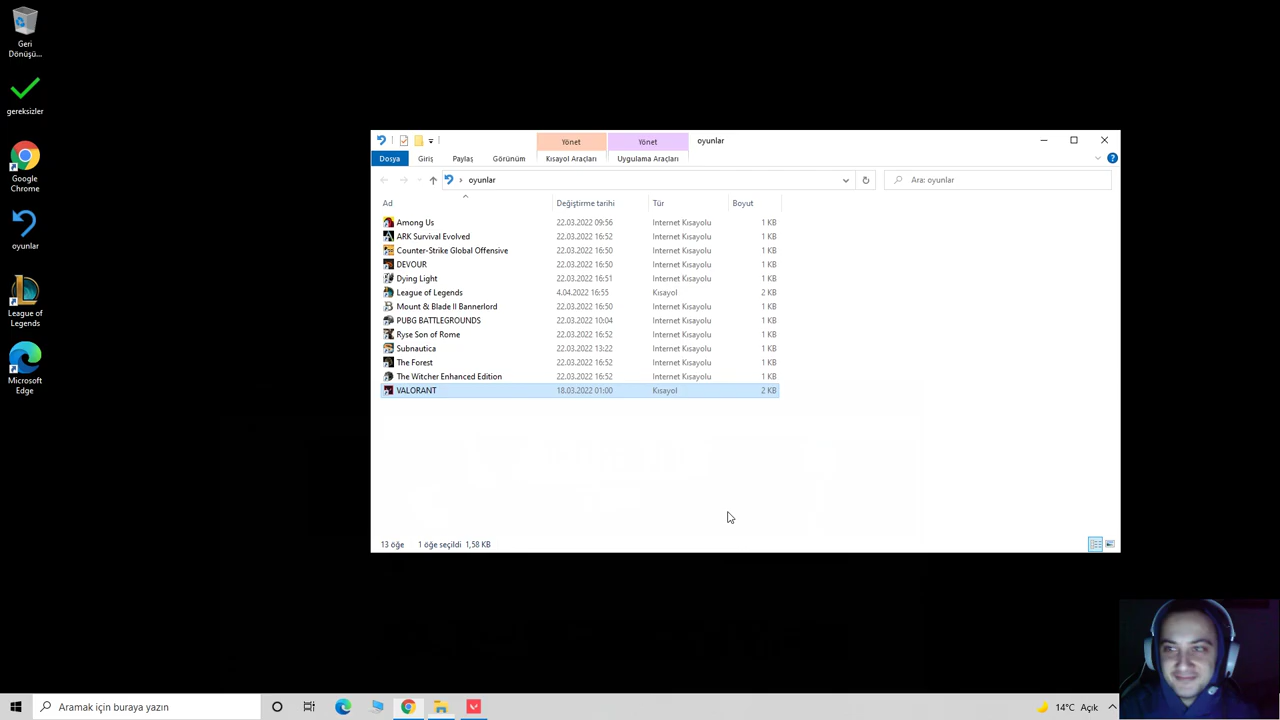 Geri
Dönüşü...
gereksizler
Google
Chrome
oyunlar
League of
Legends
Microsoft
Edge
Yönet
Yönet
oyunlar
Dosya
Giriş
Paylaş
Görünüm
Kısayol Araçları
Uygulama Araçları
oyunlar
Ara: oyunlar
Ad Değiştirme tarihi Tür Boyut
Among Us 22.03.2022 09:56 Internet Kısayolu 1 KB
ARK Survival Evolved 22.03.2022 16:52 Internet Kısayolu 1 KB
Counter-Strike Global Offensive 22.03.2022 16:50 Internet Kısayolu 1 KB
DEVOUR 22.03.2022 16:50 Internet Kısayolu 1 KB
Dying Light 22.03.2022 16:51 Internet Kısayolu 1 KB
League of Legends 4.04.2022 16:55 Kısayol 2 KB
Mount & Blade II Bannerlord 22.03.2022 16:50 Internet Kısayolu 1 KB
PUBG BATTLEGROUNDS 22.03.2022 10:04 Internet Kısayolu 1 KB
Ryse Son of Rome 22.03.2022 16:52 Internet Kısayolu 1 KB
Subnautica 22.03.2022 13:22 Internet Kısayolu 1 KB
The Forest 22.03.2022 16:52 Internet Kısayolu 1 KB
The Witcher Enhanced Edition 22.03.2022 16:52 Internet Kısayolu 1 KB
VALORANT 18.03.2022 01:00 Kısayol 2 KB
13 öğe 1 öğe seçildi 1,58 KB
Aramak için buraya yazın
14°C Açık